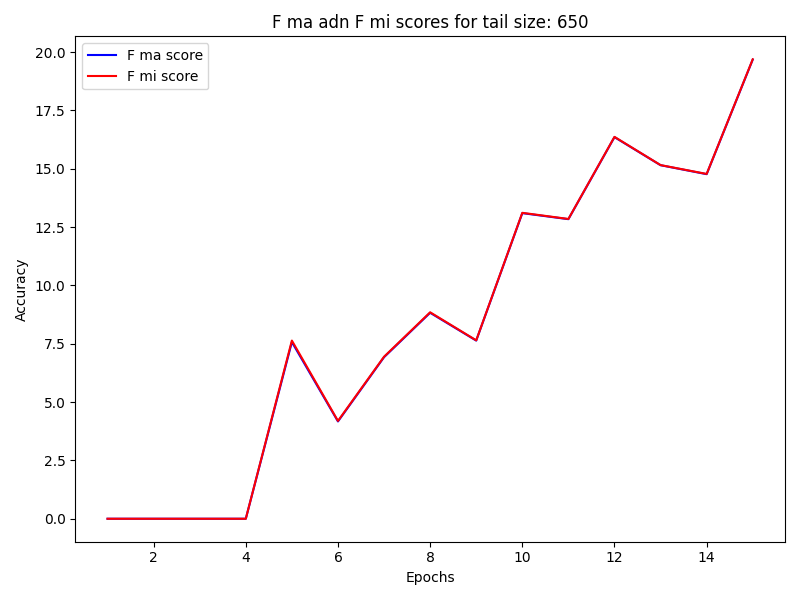 F ma adn F mi scores for tail size: 650
F ma score
F mi score
20.0
17.5
15.0
12.5
10.0
7.5
5.0
2.5
0.0
Accuracy
2 4 6 8 10 12 14
Epochs